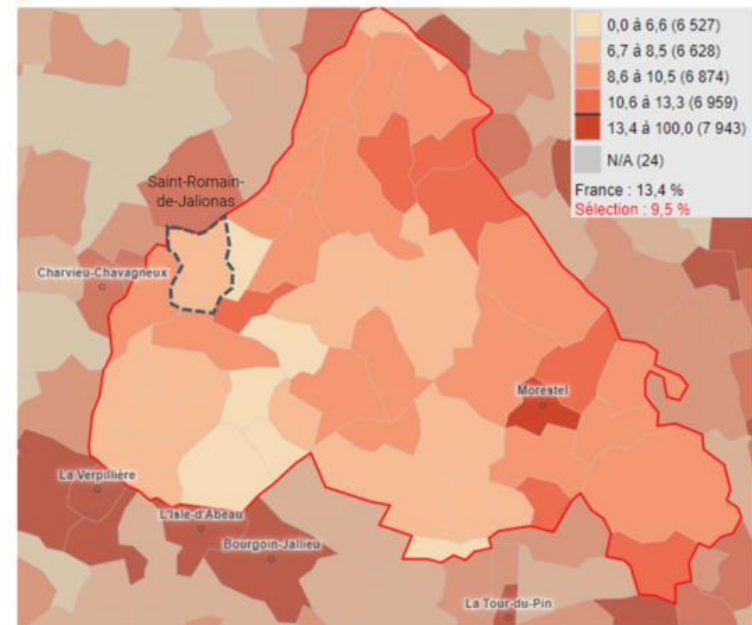 0,0 à 6,6 (6 527)
6,7 à 8,5 (6 628)
8,6 à 10,5 (6 874)
10,6 à 13,3 (6 959)
13,4 à 100,0 (7 943)
N/A (24)
France : 13,4 %
Sélection : 9,5 %
Saint-Romain-
de-Jalionas
Charvieu-Chavagneux
Morestel
La Verpillière
L'Isle-d'Abeau
Bourgoin-Jallieu
La Tour-du-Pin